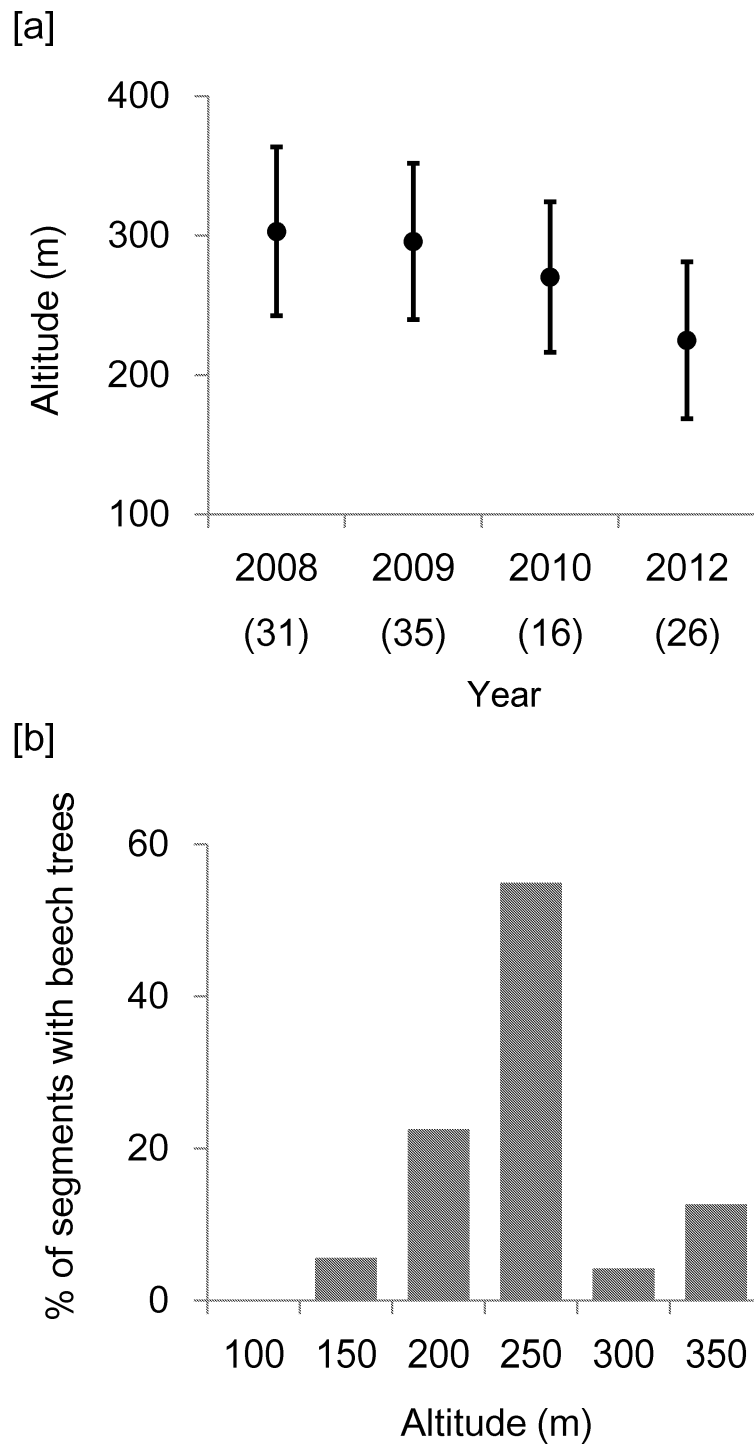 [a]
400
300
200
100
Altitude (m)
2008 2009 2010 2012
(31) (35) (16) (26)
Year
[b]
60
40
20
0
% of segments with beech trees
100 150 200 250 300 350
Altitude (m)